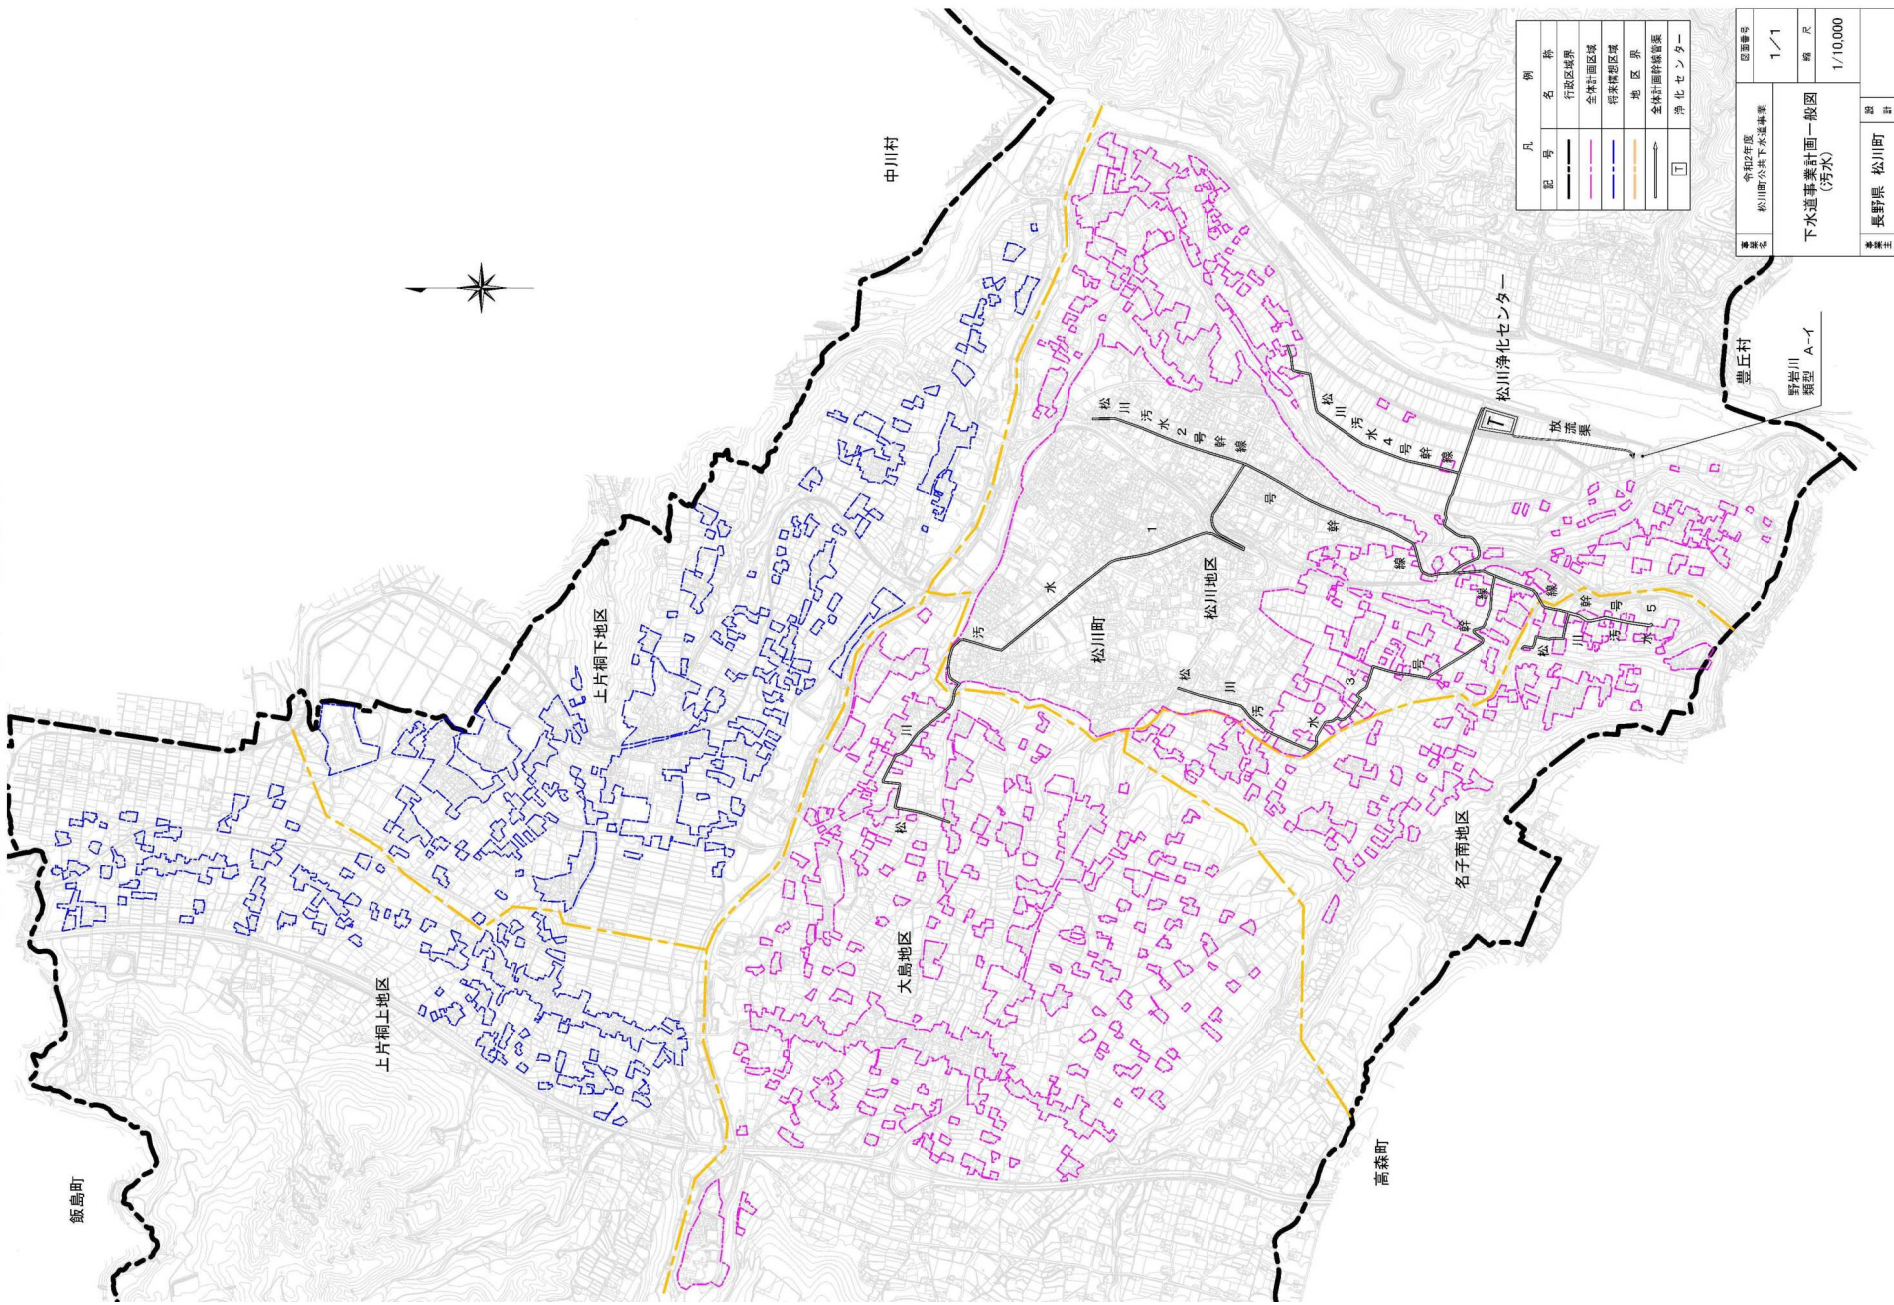 凡例
記号 名称
行政区域界
全体計画区域
将来構想区域
地区界
全体計画幹線管渠
T 浄化センター
事業名 令和2年度
松川町公共下水道事業
図面番号 1/1
下水道事業計画一般図
(汚水)
縮尺 1/10,000
事業主 長野県 松川町
設計
飯島町
中川村
豊丘村
高森町
松川町
上片桐上地区
上片桐下地区
大島地区
松川地区
名子南地区
松川汚水1号幹線
松川汚水2号幹線
松川汚水3号幹線
松川汚水4号幹線
松川汚水5号幹線
松川浄化センター
T
放流渠
野岩川
類型 A-イ